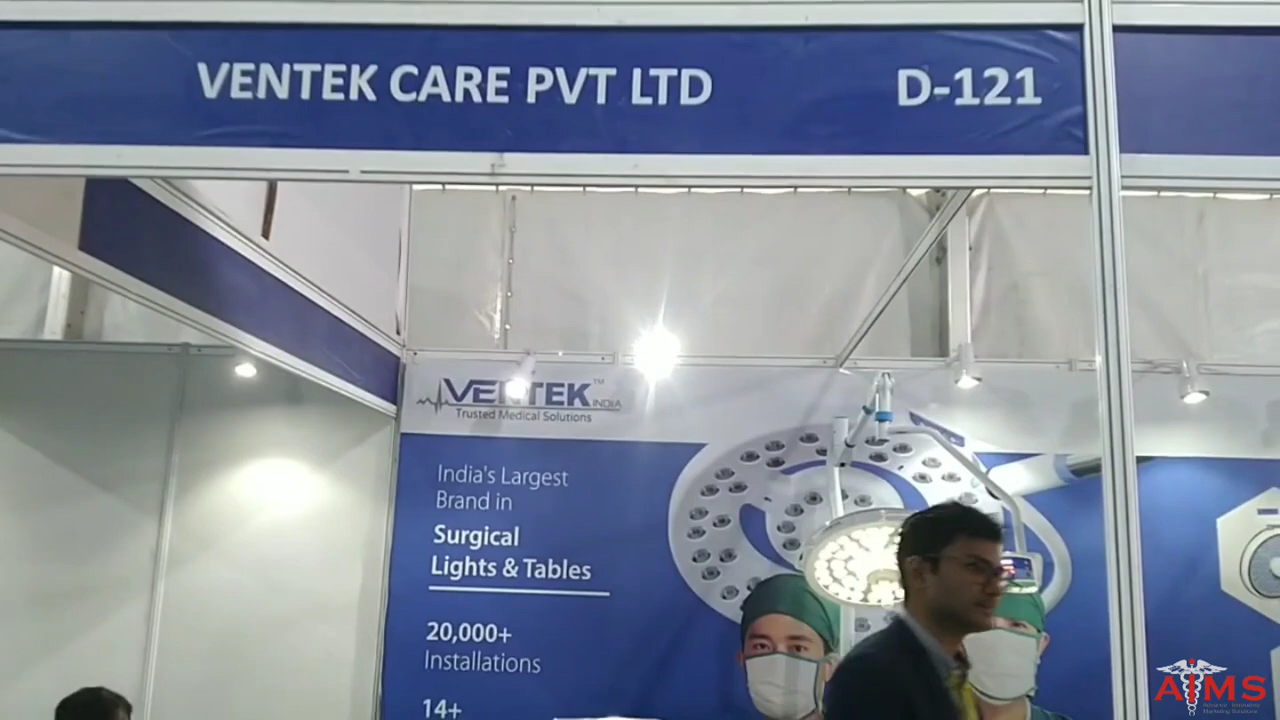 VENTEK CARE PVT LTD D-121
VENTEK™ INDIA
Trusted Medical Solutions
India's Largest
Brand in
Surgical
Lights & Tables
20,000+
Installations
14+
AIMS